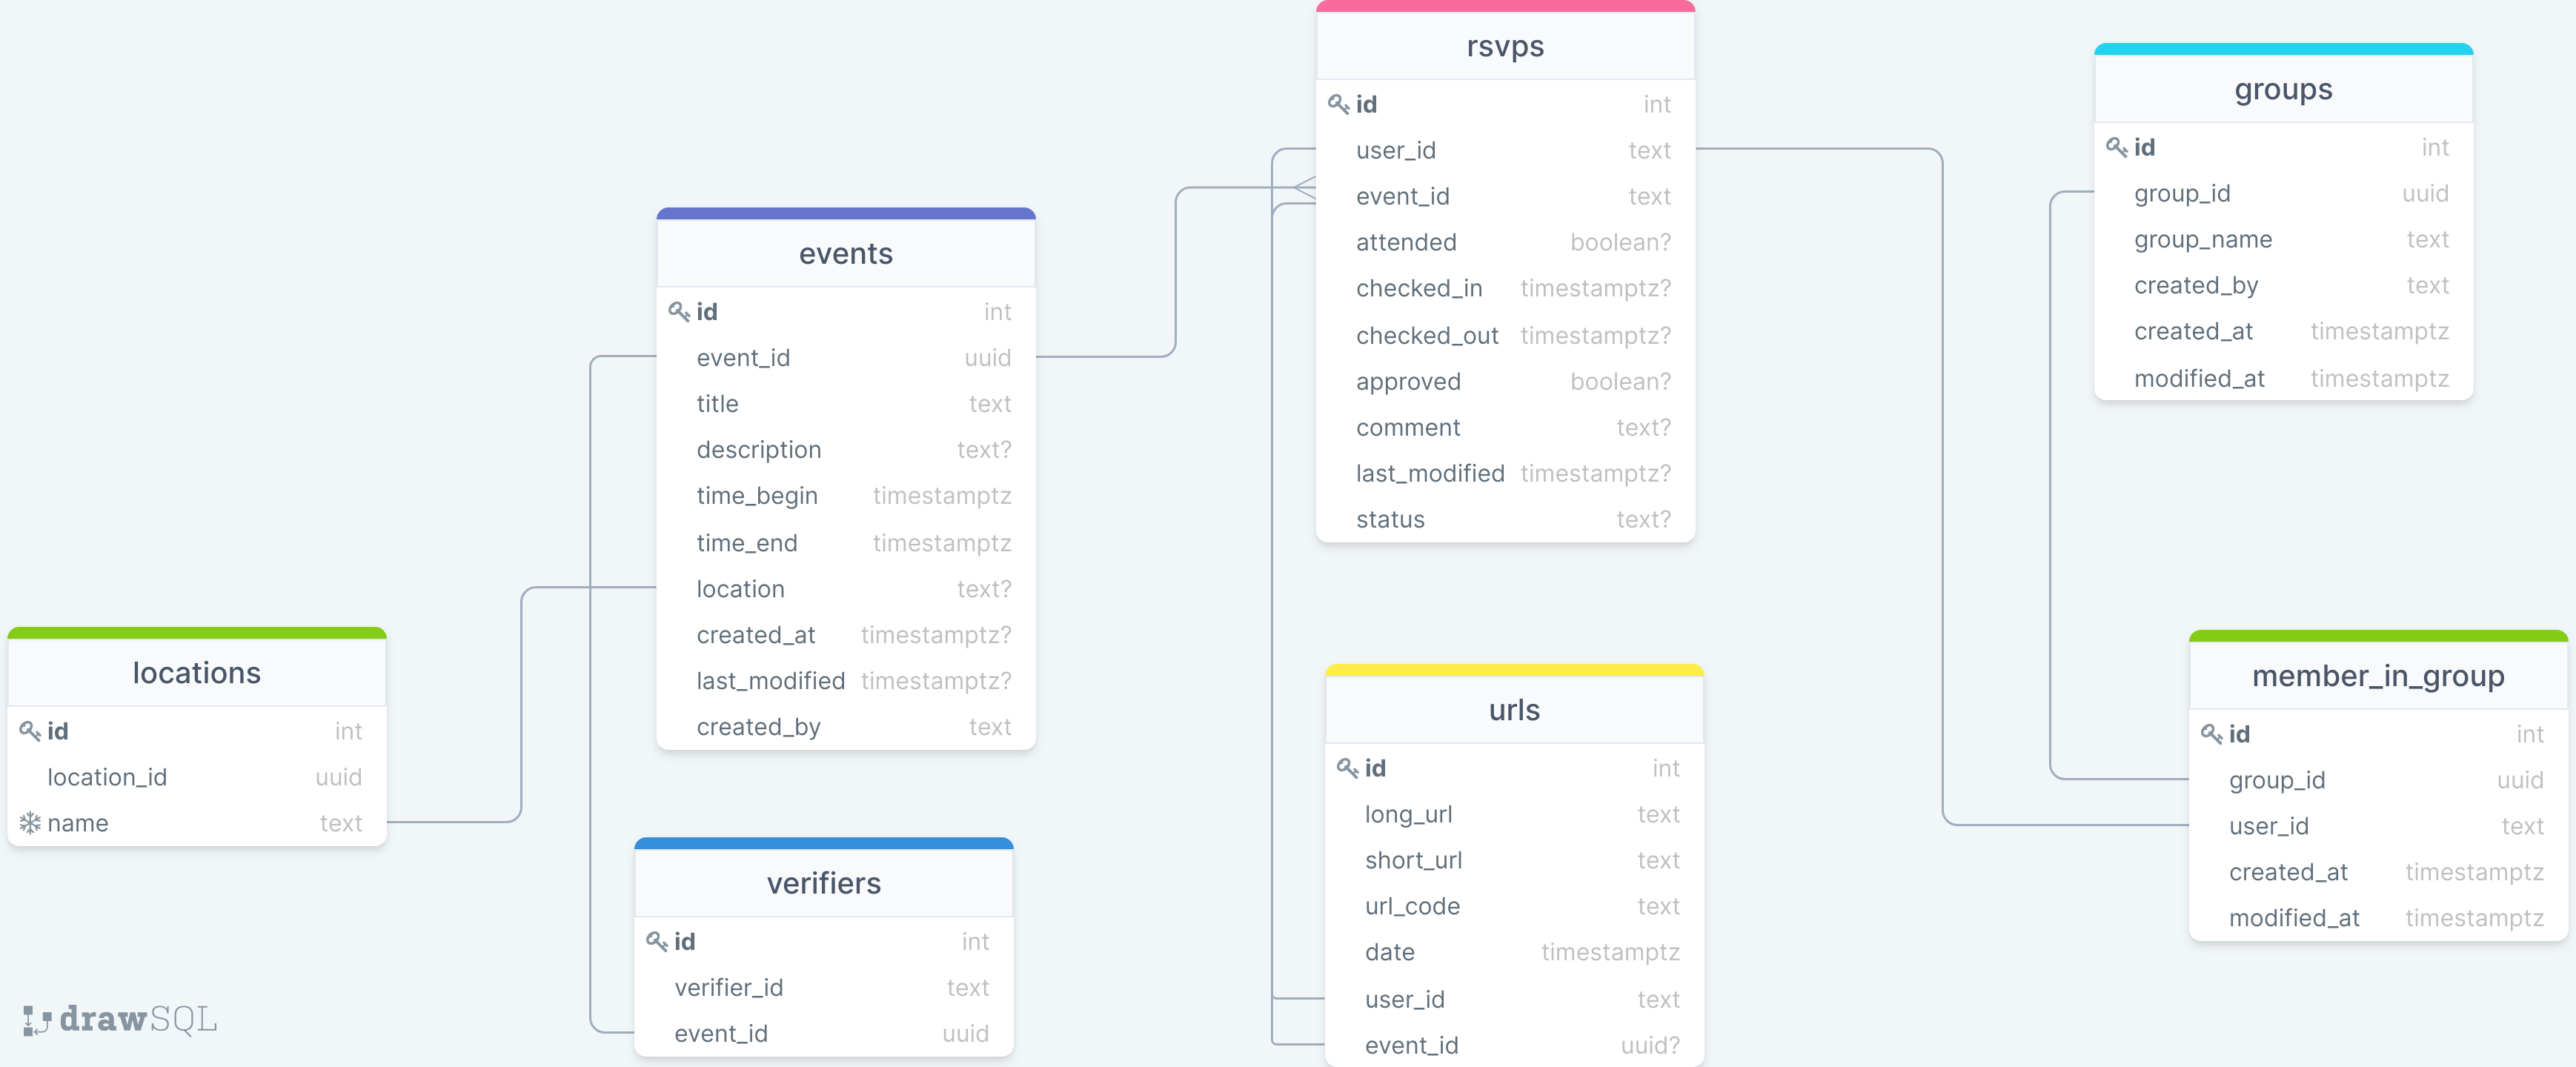 rsvps
id int
user_id text
event_id text
attended boolean?
checked_in timestamptz?
checked_out timestamptz?
approved boolean?
comment text?
last_modified timestamptz?
status text?
groups
id int
group_id uuid
group_name text
created_by text
created_at timestamptz
modified_at timestamptz
events
id int
event_id uuid
title text
description text?
time_begin timestamptz
time_end timestamptz
location text?
created_at timestamptz?
last_modified timestamptz?
created_by text
locations
id int
location_id uuid
name text
verifiers
id int
verifier_id text
event_id uuid
urls
id int
long_url text
short_url text
url_code text
date timestamptz
user_id text
event_id uuid?
member_in_group
id int
group_id uuid
user_id text
created_at timestamptz
modified_at timestamptz
drawSQL